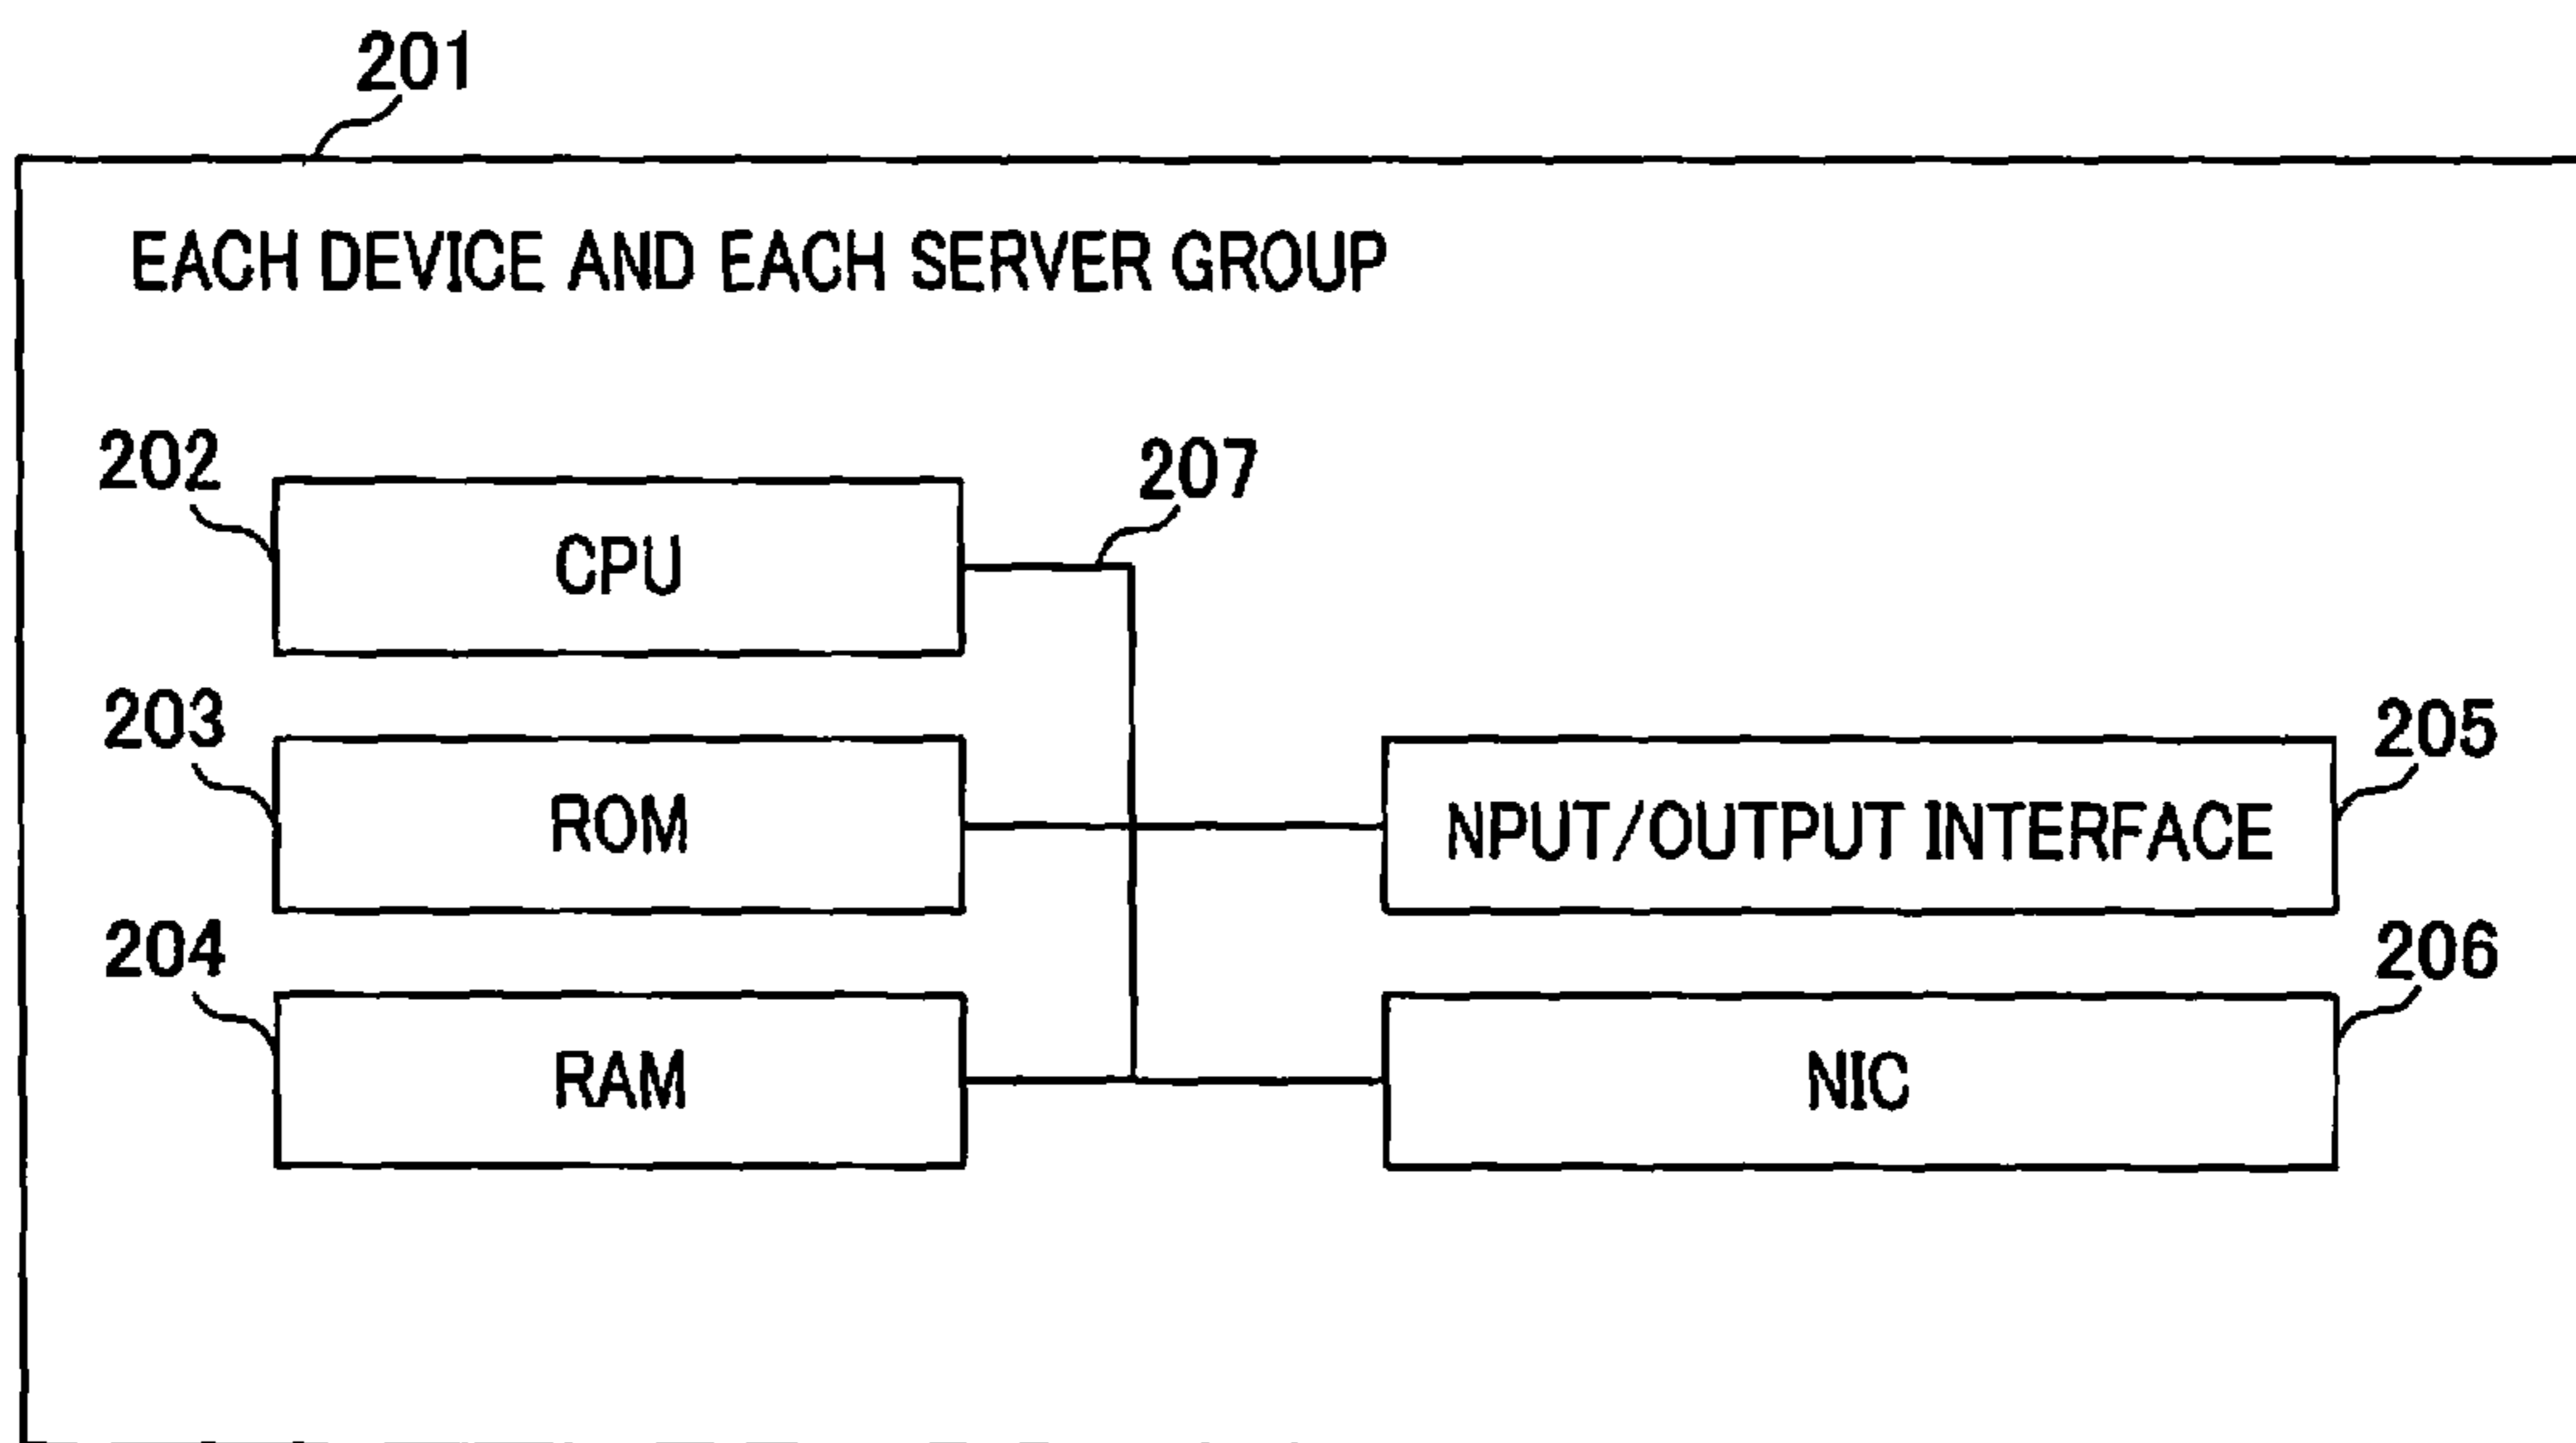 201
EACH DEVICE AND EACH SERVER GROUP
202
CPU
207
203
ROM
NPUT/OUTPUT INTERFACE
205
204
RAM
NIC
206